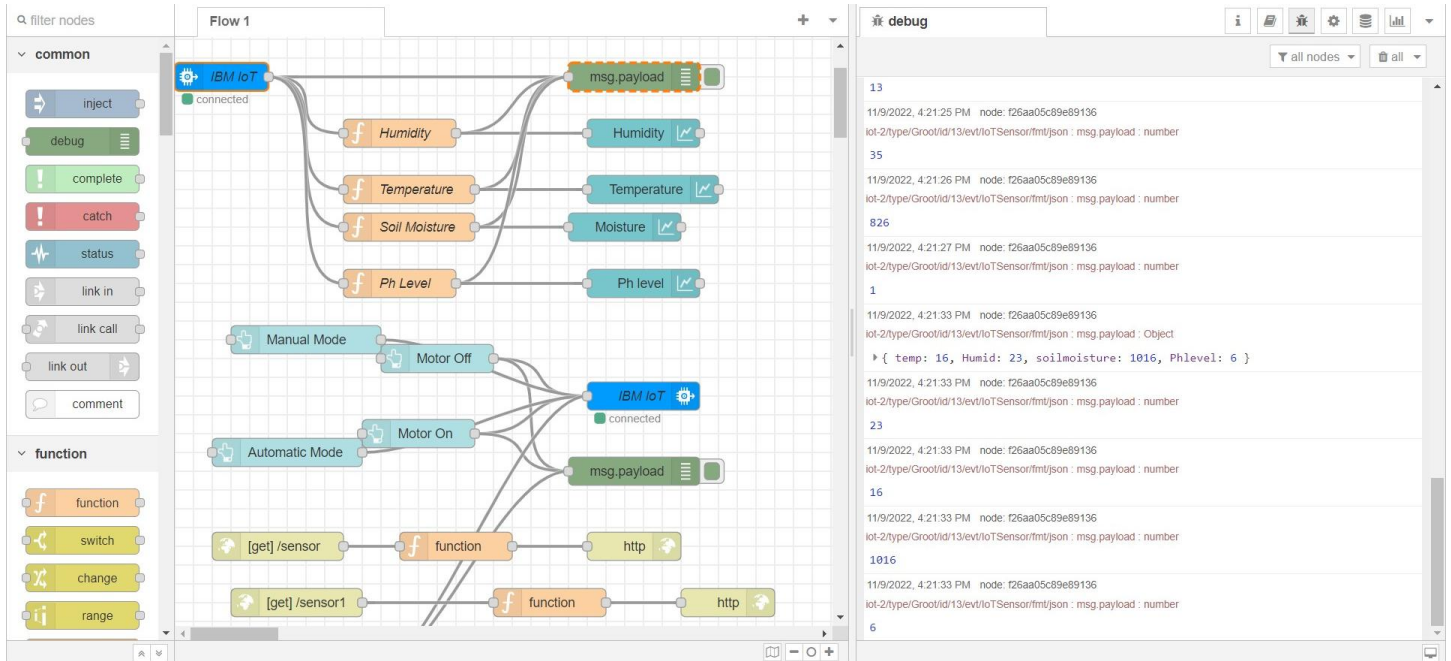 filter nodes
common
inject
debug
complete
catch
status
link in
link call
link out
comment
function
function
switch
change
range
Flow 1
IBM IoT
connected
msg.payload
Humidity
Humidity
Temperature
Temperature
Soil Moisture
Moisture
Ph Level
Ph level
Manual Mode
Motor Off
IBM IoT
connected
Motor On
Automatic Mode
msg.payload
[get] /sensor
function
http
[get] /sensor1
function
http
debug
all nodes
all
13
11/9/2022, 4:21:25 PM node: f26aa05c89e89136
iot-2/type/Groot/id/13/evt/IoTSensor/fmt/json : msg.payload : number
35
11/9/2022, 4:21:26 PM node: f26aa05c89e89136
iot-2/type/Groot/id/13/evt/IoTSensor/fmt/json : msg.payload : number
826
11/9/2022, 4:21:27 PM node: f26aa05c89e89136
iot-2/type/Groot/id/13/evt/IoTSensor/fmt/json : msg.payload : number
1
11/9/2022, 4:21:33 PM node: f26aa05c89e89136
iot-2/type/Groot/id/13/evt/IoTSensor/fmt/json : msg.payload : Object
{ temp: 16, Humid: 23, soilmoisture: 1016, Phlevel: 6 }
11/9/2022, 4:21:33 PM node: f26aa05c89e89136
iot-2/type/Groot/id/13/evt/IoTSensor/fmt/json : msg.payload : number
23
11/9/2022, 4:21:33 PM node: f26aa05c89e89136
iot-2/type/Groot/id/13/evt/IoTSensor/fmt/json : msg.payload : number
16
11/9/2022, 4:21:33 PM node: f26aa05c89e89136
iot-2/type/Groot/id/13/evt/IoTSensor/fmt/json : msg.payload : number
1016
11/9/2022, 4:21:33 PM node: f26aa05c89e89136
iot-2/type/Groot/id/13/evt/IoTSensor/fmt/json : msg.payload : number
6